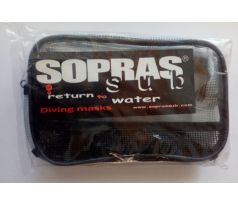 SOPRAS
sub
return to
water
Diving masks
www.soprassub.com